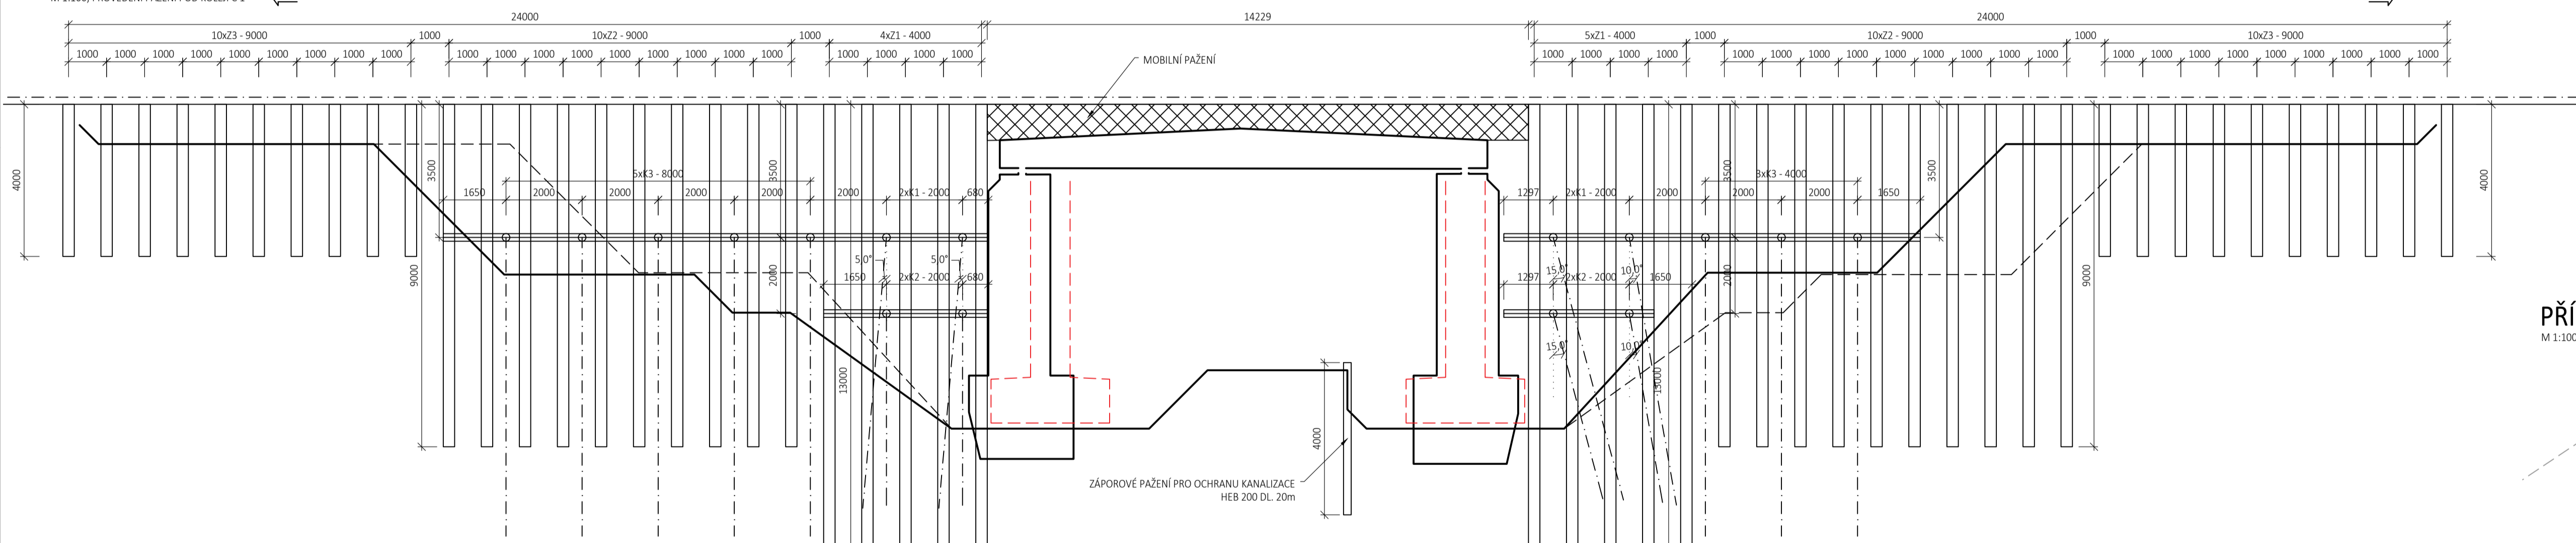 24000 14229 24000
10xZ3 - 9000 1000 10xZ2 - 9000 1000 4xZ1 - 4000 5xZ1 - 4000 1000 10xZ2 - 9000 1000 10xZ3 - 9000
1000 1000 1000 1000 1000 1000 1000 1000 1000 1000 1000 1000 1000 1000 1000 1000 1000 1000 1000 1000 1000 1000 1000 1000 1000 1000 1000 1000 1000 1000 1000 1000 1000 1000 1000 1000 1000 1000 1000 1000 1000 1000 1000 1000
MOBILNÍ PAŽENÍ
4000 3500 3500 3500 3500 4000
5xK3 - 8000 3xK3 - 4000
1650 2000 2000 2000 2000 2000 2xK1 - 2000 680 1297 2xK1 - 2000 2000 2000 2000 1650
5,0° 5,0° 15,0° 10,0°
9000 2000 1650 2xK2 - 2000 680 1297 2xK2 - 2000 1650 2000 9000
PŘÍ
M 1:100
15,0° 10,0°
13000 13000
4000
ZÁPOROVÉ PAŽENÍ PRO OCHRANU KANALIZACE
HEB 200 DL. 20m